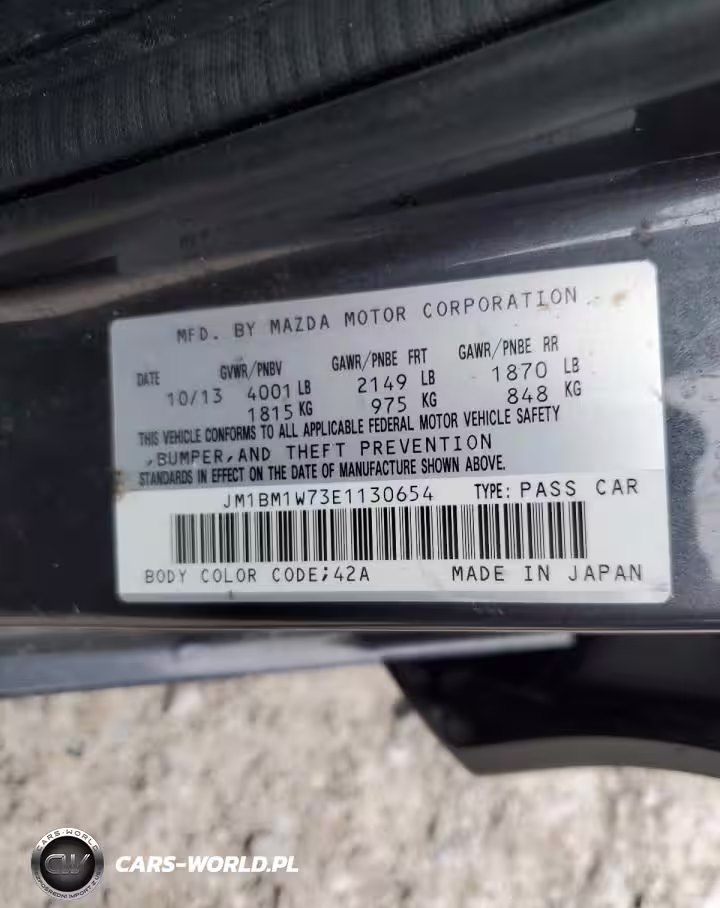 MFD. BY MAZDA MOTOR CORPORATION
DATE GVWR/PNBV GAWR/PNBE FRT GAWR/PNBE RR
10/13 4001 LB 2149 LB 1870 LB
1815 KG 975 KG 848 KG
THIS VEHICLE CONFORMS TO ALL APPLICABLE FEDERAL MOTOR VEHICLE SAFETY
,BUMPER,AND THEFT PREVENTION
STANDARDS IN EFFECT ON THE DATE OF MANUFACTURE SHOWN ABOVE.
JM1BM1W73E1130654 TYPE: PASS CAR
BODY COLOR CODE;42A MADE IN JAPAN
CARS-WORLD
CW
CARS-WORLD.PL